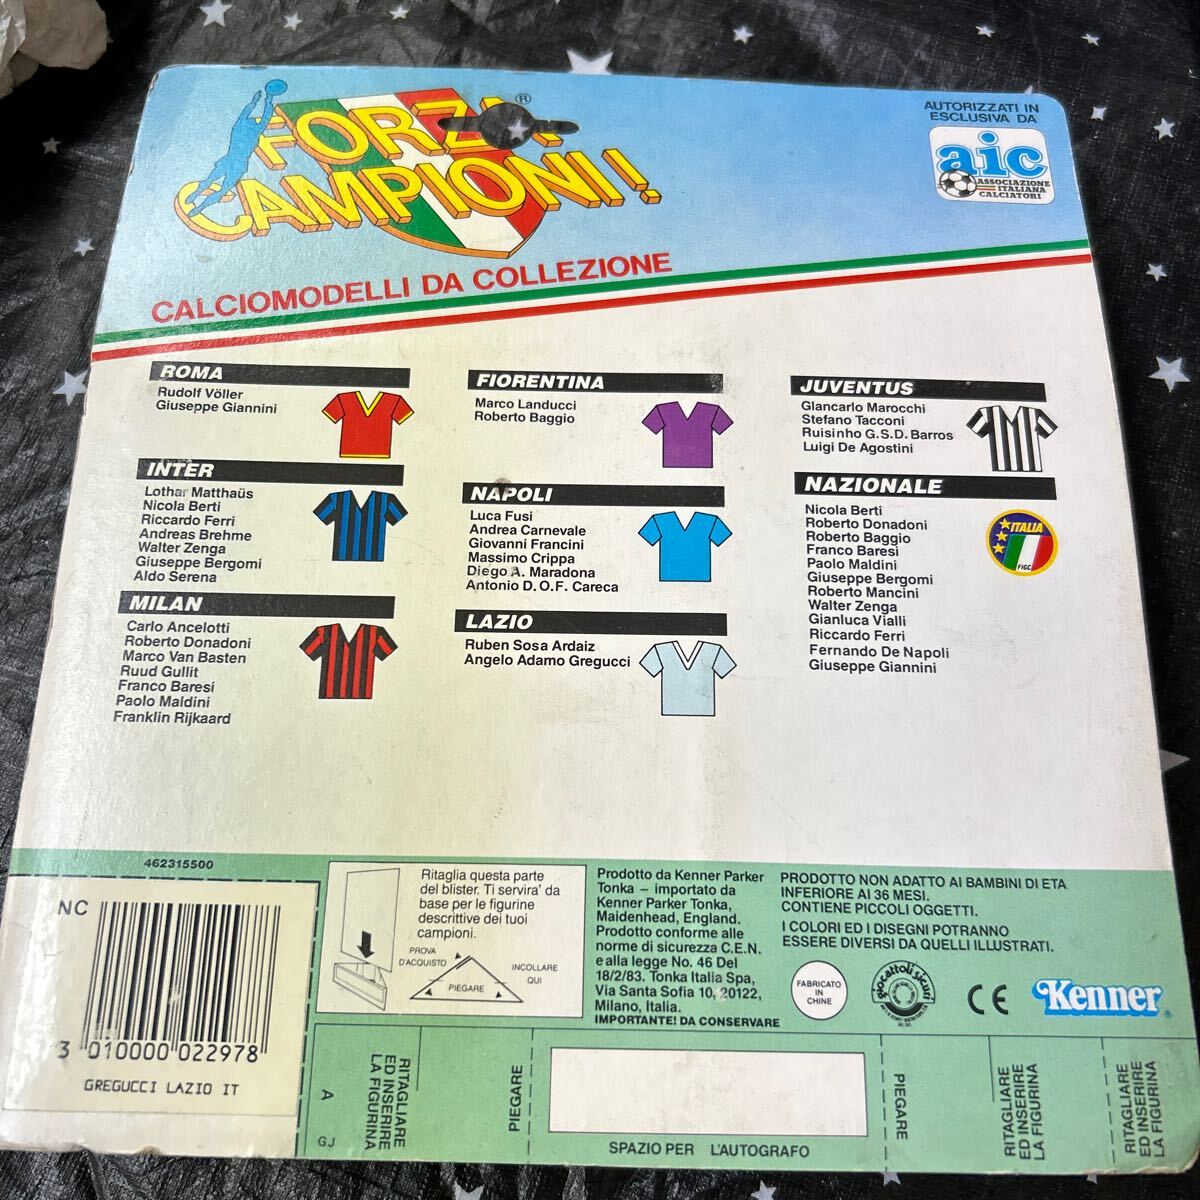 FORZA
CAMPIONI!
®
AUTORIZZATI IN
ESCLUSIVA DA
aic
ASSOCIAZIONE
ITALIANA
CALCIATORI
CALCIOMODELLI DA COLLEZIONE
ROMA
Rudolf Völler
Giuseppe Giannini
INTER
Lothar Matthaüs
Nicola Berti
Riccardo Ferri
Andreas Brehme
Walter Zenga
Giuseppe Bergomi
Aldo Serena
MILAN
Carlo Ancelotti
Roberto Donadoni
Marco Van Basten
Ruud Gullit
Franco Baresi
Paolo Maldini
Franklin Rijkaard
FIORENTINA
Marco Landucci
Roberto Baggio
NAPOLI
Luca Fusi
Andrea Carnevale
Giovanni Francini
Massimo Crippa
Diego A. Maradona
Antonio D.O.F. Careca
LAZIO
Ruben Sosa Ardaiz
Angelo Adamo Gregucci
JUVENTUS
Giancarlo Marocchi
Stefano Tacconi
Ruisinho G.S.D. Barros
Luigi De Agostini
NAZIONALE
Nicola Berti
Roberto Donadoni
Roberto Baggio
Franco Baresi
Paolo Maldini
Giuseppe Bergomi
Roberto Mancini
Walter Zenga
Gianluca Vialli
Riccardo Ferri
Fernando De Napoli
Giuseppe Giannini
ITALIA
FIGC
462315500
NC
3 010000 022978
GREGUCCI LAZIO IT
Ritaglia questa parte
del blister. Ti servira' da
base per le figurine
descrittive dei tuoi
campioni.
PROVA
D'ACQUISTO
PIEGARE
INCOLLARE
QUI
Prodotto da Kenner Parker
Tonka – importato da
Kenner Parker Tonka,
Maidenhead, England.
Prodotto conforme alle
norme di sicurezza C.E.N.
e alla legge No. 46 Del
18/2/83. Tonka Italia Spa,
Via Santa Sofia 10, 20122,
Milano, Italia.
IMPORTANTE! DA CONSERVARE
PRODOTTO NON ADATTO AI BAMBINI DI ETA
INFERIORE AI 36 MESI.
CONTIENE PICCOLI OGGETTI.
I COLORI ED I DISEGNI POTRANNO
ESSERE DIVERSI DA QUELLI ILLUSTRATI.
FABRICATO
IN
CHINE
giocattoli sicuri
CE
Kenner
A
GJ
RITAGLIARE
ED INSERIRE
LA FIGURINA
PIEGARE
SPAZIO PER L'AUTOGRAFO
PIEGARE
RITAGLIARE
ED INSERIRE
LA FIGURINA
RITAGLIARE
ED INSERIRE
LA FIGURINA